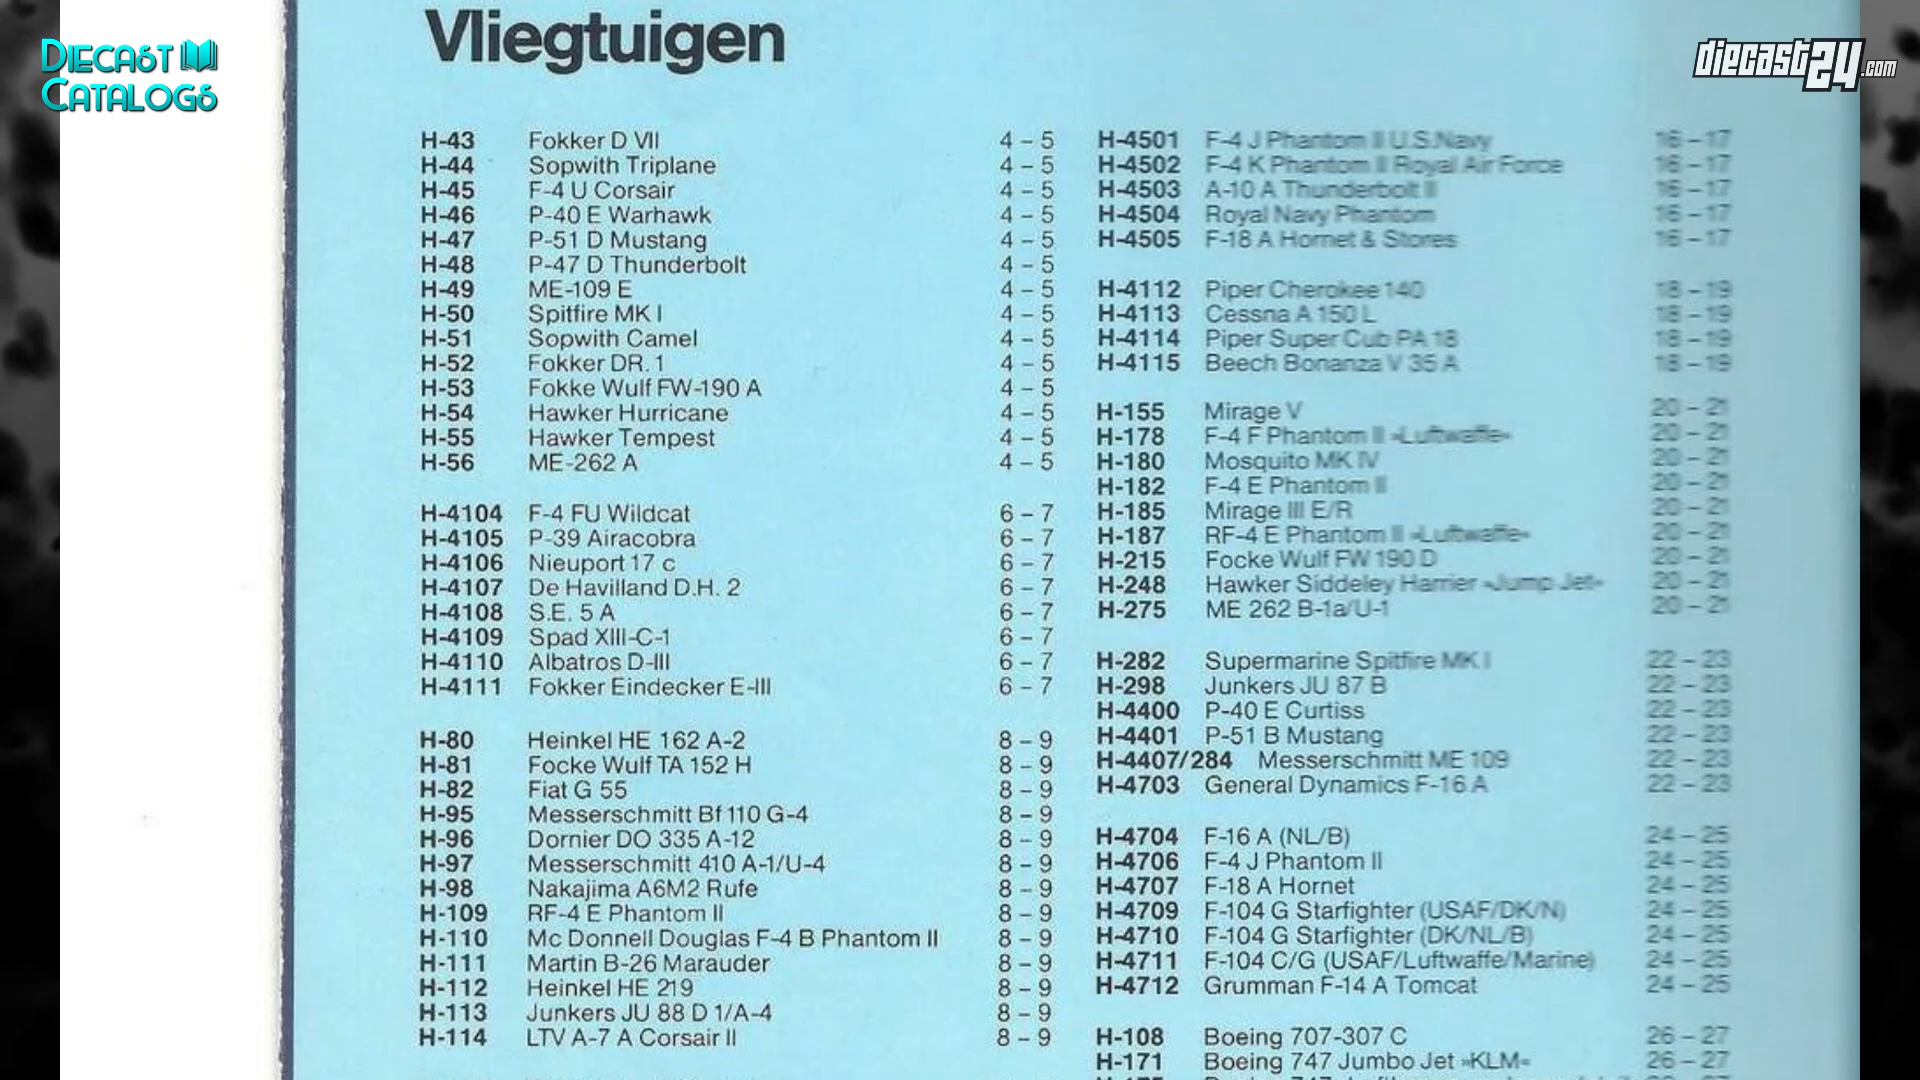 DIECAST
CATALOGS
diecast24.com
Vliegtuigen
H-43 Fokker D VII 4 – 5
H-44 Sopwith Triplane 4 – 5
H-45 F-4 U Corsair 4 – 5
H-46 P-40 E Warhawk 4 – 5
H-47 P-51 D Mustang 4 – 5
H-48 P-47 D Thunderbolt 4 – 5
H-49 ME-109 E 4 – 5
H-50 Spitfire MK I 4 – 5
H-51 Sopwith Camel 4 – 5
H-52 Fokker DR. 1 4 – 5
H-53 Fokke Wulf FW-190 A 4 – 5
H-54 Hawker Hurricane 4 – 5
H-55 Hawker Tempest 4 – 5
H-56 ME-262 A 4 – 5
H-4104 F-4 FU Wildcat 6 – 7
H-4105 P-39 Airacobra 6 – 7
H-4106 Nieuport 17 c 6 – 7
H-4107 De Havilland D.H. 2 6 – 7
H-4108 S.E. 5 A 6 – 7
H-4109 Spad XIII-C-1 6 – 7
H-4110 Albatros D-III 6 – 7
H-4111 Fokker Eindecker E-III 6 – 7
H-80 Heinkel HE 162 A-2 8 – 9
H-81 Focke Wulf TA 152 H 8 – 9
H-82 Fiat G 55 8 – 9
H-95 Messerschmitt Bf 110 G-4 8 – 9
H-96 Dornier DO 335 A-12 8 – 9
H-97 Messerschmitt 410 A-1/U-4 8 – 9
H-98 Nakajima A6M2 Rufe 8 – 9
H-109 RF-4 E Phantom II 8 – 9
H-110 Mc Donnell Douglas F-4 B Phantom II 8 – 9
H-111 Martin B-26 Marauder 8 – 9
H-112 Heinkel HE 219 8 – 9
H-113 Junkers JU 88 D 1/A-4 8 – 9
H-114 LTV A-7 A Corsair II 8 – 9
H-4501 F-4 J Phantom II U.S.Navy 16 – 17
H-4502 F-4 K Phantom II Royal Air Force 16 – 17
H-4503 A-10 A Thunderbolt II 16 – 17
H-4504 Royal Navy Phantom 16 – 17
H-4505 F-18 A Hornet & Stores 16 – 17
H-4112 Piper Cherokee 140 18 – 19
H-4113 Cessna A 150 L 18 – 19
H-4114 Piper Super Cub PA 18 18 – 19
H-4115 Beech Bonanza V 35 A 18 – 19
H-155 Mirage V 20 – 21
H-178 F-4 F Phantom II »Luftwaffe« 20 – 21
H-180 Mosquito MK IV 20 – 21
H-182 F-4 E Phantom II 20 – 21
H-185 Mirage III E/R 20 – 21
H-187 RF-4 E Phantom II »Luftwaffe« 20 – 21
H-215 Focke Wulf FW 190 D 20 – 21
H-248 Hawker Siddeley Harrier »Jump Jet« 20 – 21
H-275 ME 262 B-1a/U-1 20 – 21
H-282 Supermarine Spitfire MK I 22 – 23
H-298 Junkers JU 87 B 22 – 23
H-4400 P-40 E Curtiss 22 – 23
H-4401 P-51 B Mustang 22 – 23
H-4407/284 Messerschmitt ME 109 22 – 23
H-4703 General Dynamics F-16 A 22 – 23
H-4704 F-16 A (NL/B) 24 – 25
H-4706 F-4 J Phantom II 24 – 25
H-4707 F-18 A Hornet 24 – 25
H-4709 F-104 G Starfighter (USAF/DK/N) 24 – 25
H-4710 F-104 G Starfighter (DK/NL/B) 24 – 25
H-4711 F-104 C/G (USAF/Luftwaffe/Marine) 24 – 25
H-4712 Grumman F-14 A Tomcat 24 – 25
H-108 Boeing 707-307 C 26 – 27
H-171 Boeing 747 Jumbo Jet »KLM« 26 – 27